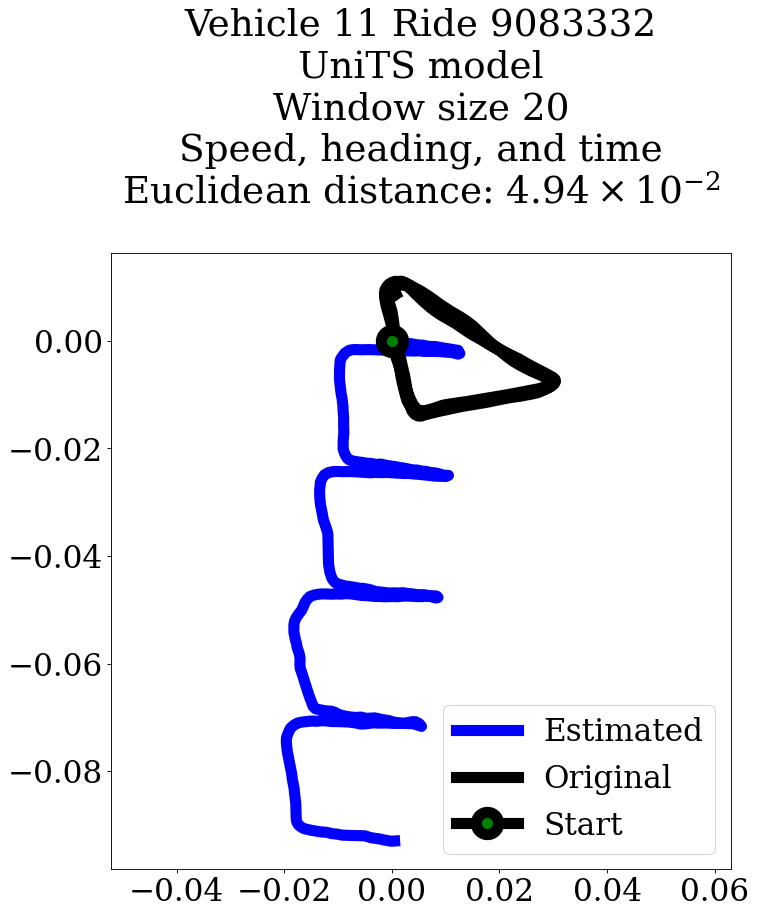 Vehicle 11 Ride 9083332
UniTS model
Window size 20
Speed, heading, and time
Euclidean distance: 4.94 × 10⁻²
0.00
−0.02
−0.04
−0.06
−0.08
Estimated
Original
Start
−0.04 −0.02 0.00 0.02 0.04 0.06